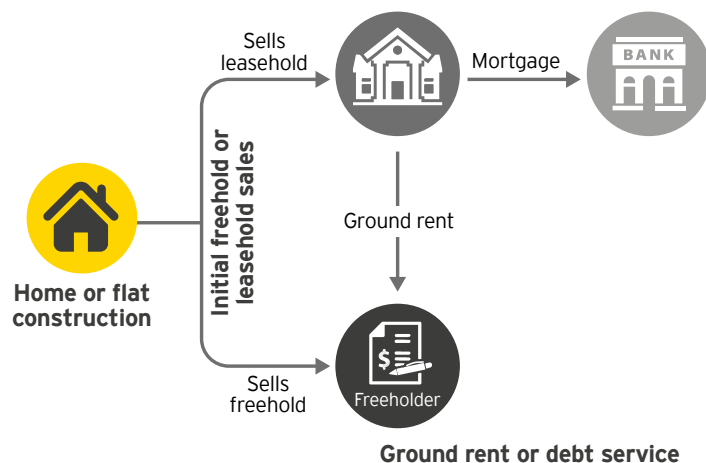 Sells
leasehold
Mortgage
BANK
Initial freehold or
leasehold sales
Ground rent
Home or flat
construction
$
Freeholder
Sells
freehold
Ground rent or debt service